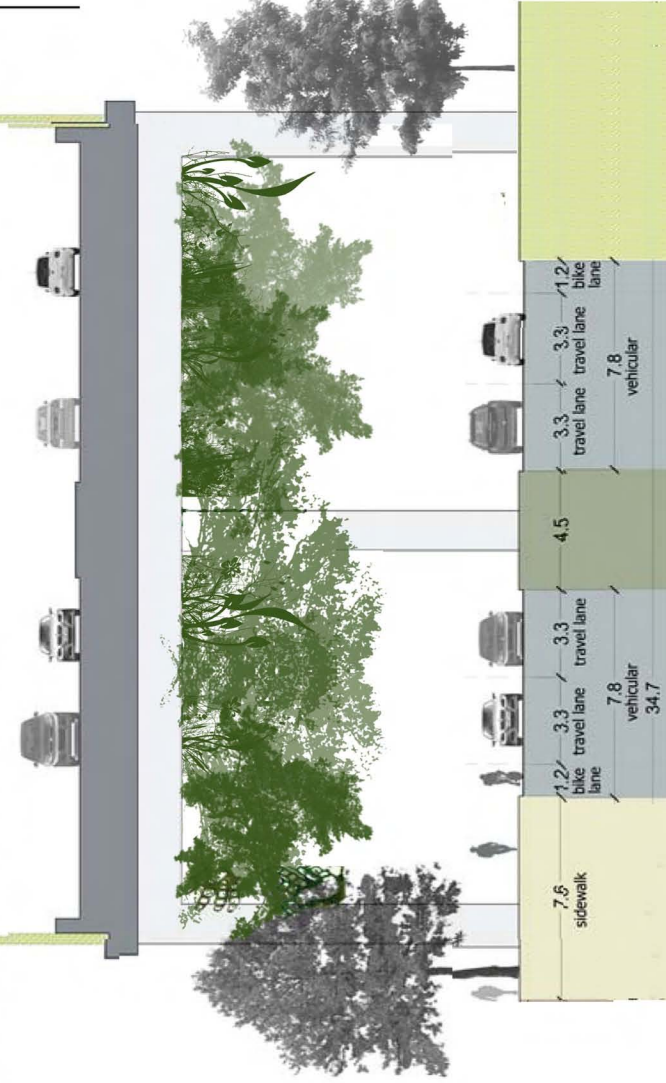 7.6 1.2 3.3 3.3 4.5 3.3 3.3 1.2
sidewalk bike travel lane travel lane travel lane travel lane bike
lane lane
7.8 7.8
vehicular vehicular
34.7